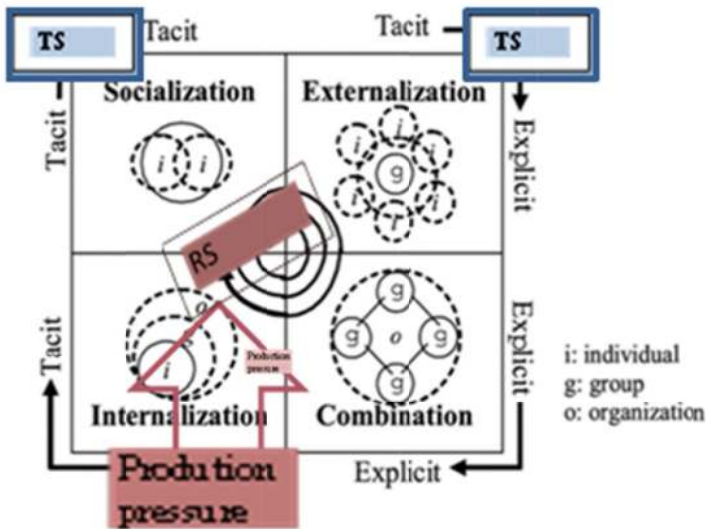 TS
Tacit
Tacit
TS
Socialization
Externalization
Tacit
Explicit
i
i
i
i
i
i
i
i
g
RS
Tacit
Explicit
o
i
Production
pressure
g
g
o
g
g
i: individual
g: group
o: organization
Internalization
Combination
Prodution
pressure
Explicit